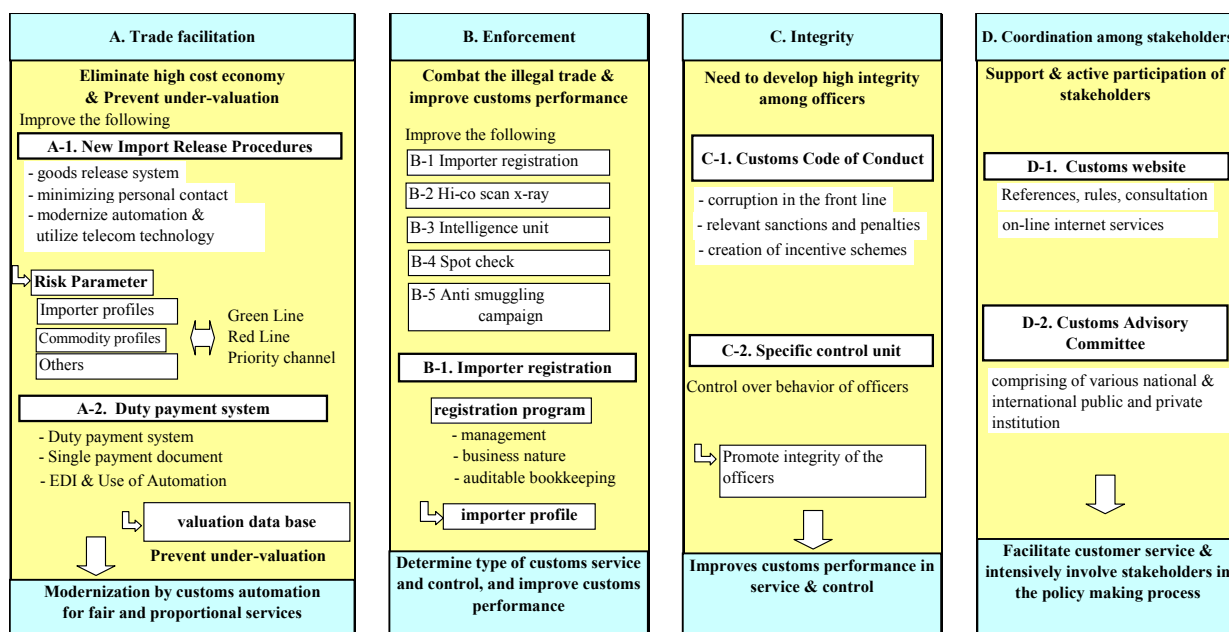 A. Trade facilitation
Eliminate high cost economy
& Prevent under-valuation
Improve the following
A-1. New Import Release Procedures
- goods release system
- minimizing personal contact
- modernize automation &
utilize telecom technology
Risk Parameter
Importer profiles
Commodity profiles
Others
Green Line
Red Line
Priority channel
A-2. Duty payment system
- Duty payment system
- Single payment document
- EDI & Use of Automation
valuation data base
Prevent under-valuation
Modernization by customs automation
for fair and proportional services
B. Enforcement
Combat the illegal trade &
improve customs performance
Improve the following
B-1 Importer registration
B-2 Hi-co scan x-ray
B-3 Intelligence unit
B-4 Spot check
B-5 Anti smuggling
campaign
B-1. Importer registration
registration program
- management
- business nature
- auditable bookkeeping
importer profile
Determine type of customs service
and control, and improve customs
performance
C. Integrity
Need to develop high integrity
among officers
C-1. Customs Code of Conduct
- corruption in the front line
- relevant sanctions and penalties
- creation of incentive schemes
C-2. Specific control unit
Control over behavior of officers
Promote integrity of the
officers
Improves customs performance in
service & control
D. Coordination among stakeholders
Support & active participation of
stakeholders
D-1. Customs website
References, rules, consultation
on-line internet services
D-2. Customs Advisory
Committee
comprising of various national &
international public and private
institution
Facilitate customer service &
intensively involve stakeholders in
the policy making process